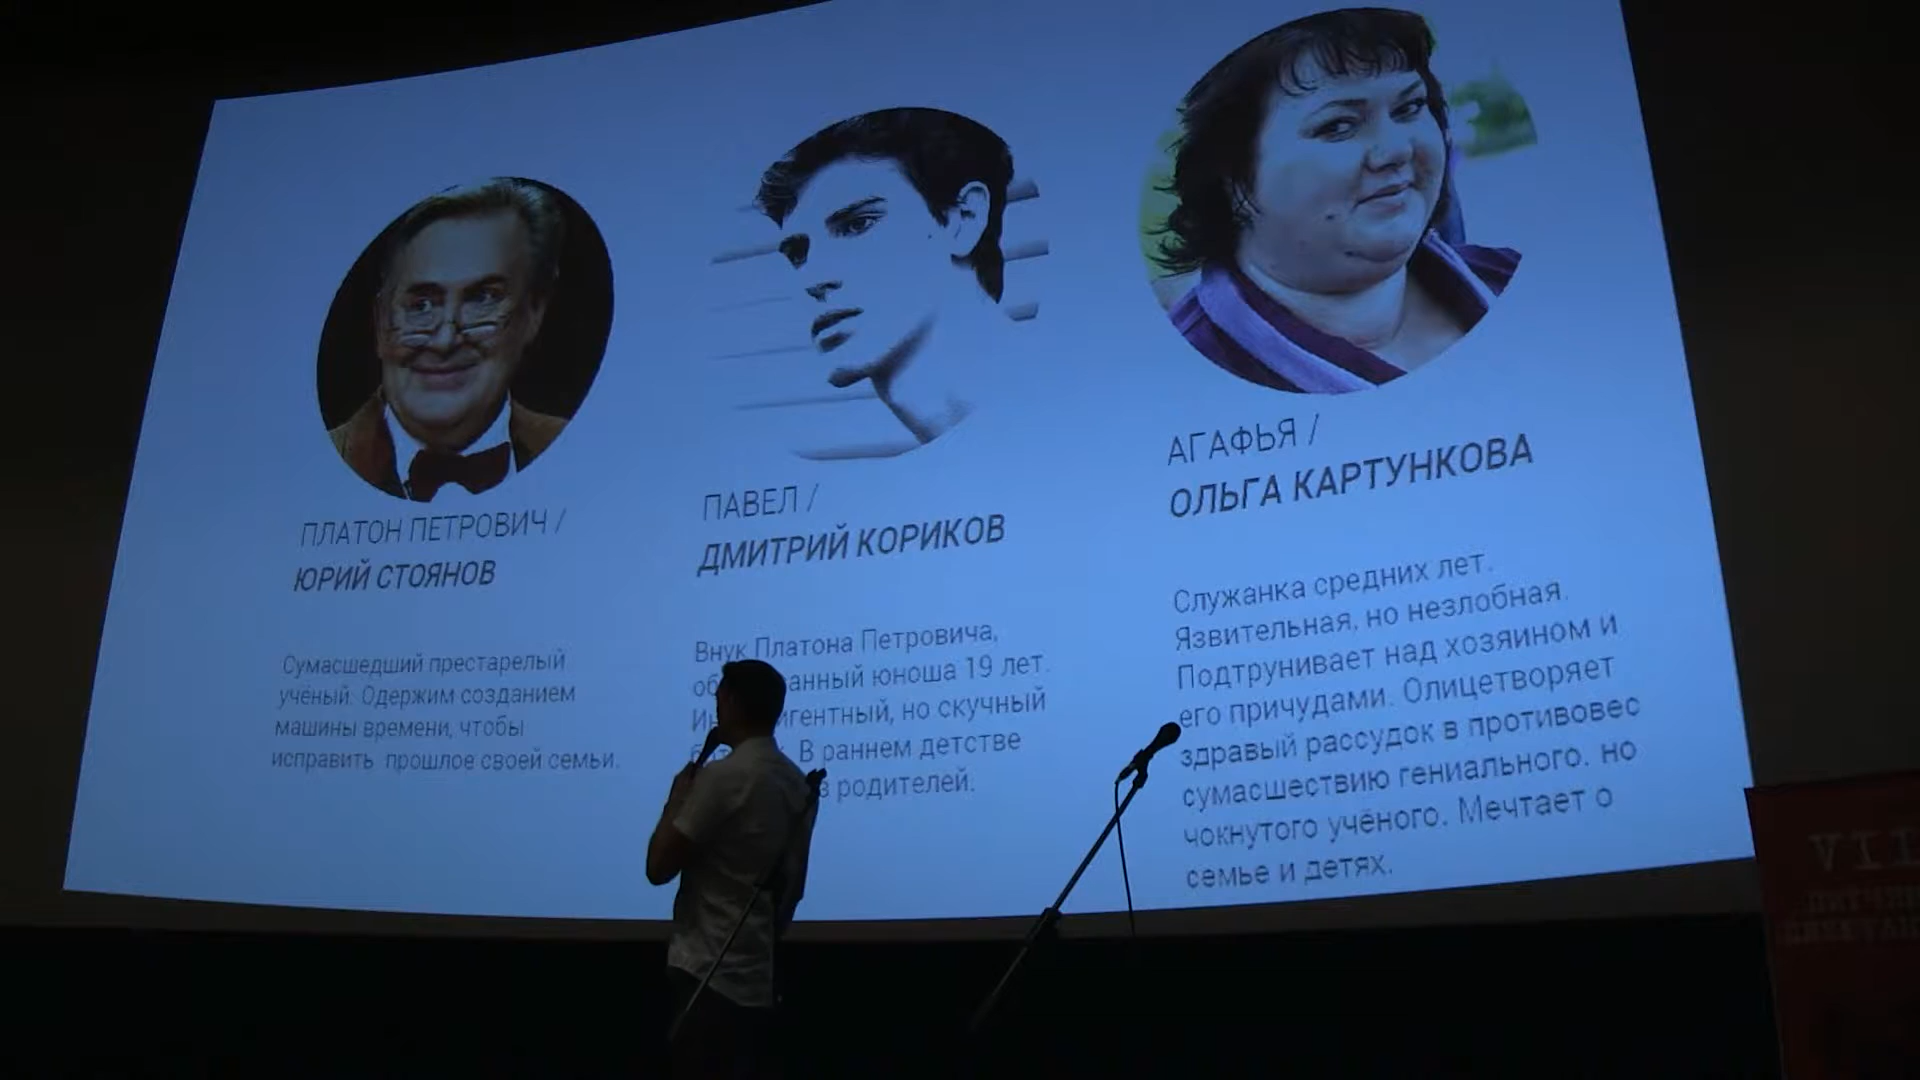 ПЛАТОН ПЕТРОВИЧ /
ЮРИЙ СТОЯНОВ
Сумасшедший престарелый
учёный. Одержим созданием
машины времени, чтобы
исправить прошлое своей семьи.
ПАВЕЛ /
ДМИТРИЙ КОРИКОВ
Внук Платона Петровича,
юноша 19 лет.
но скучный
В раннем детстве
родителей.
АГАФЬЯ /
ОЛЬГА КАРТУНКОВА
Служанка средних лет.
Язвительная, но незлобная.
Подтрунивает над хозяином и
его причудами. Олицетворяет
здравый рассудок в противовес
сумасшествию гениального. но
чокнутого учёного. Мечтает о
семье и детях.